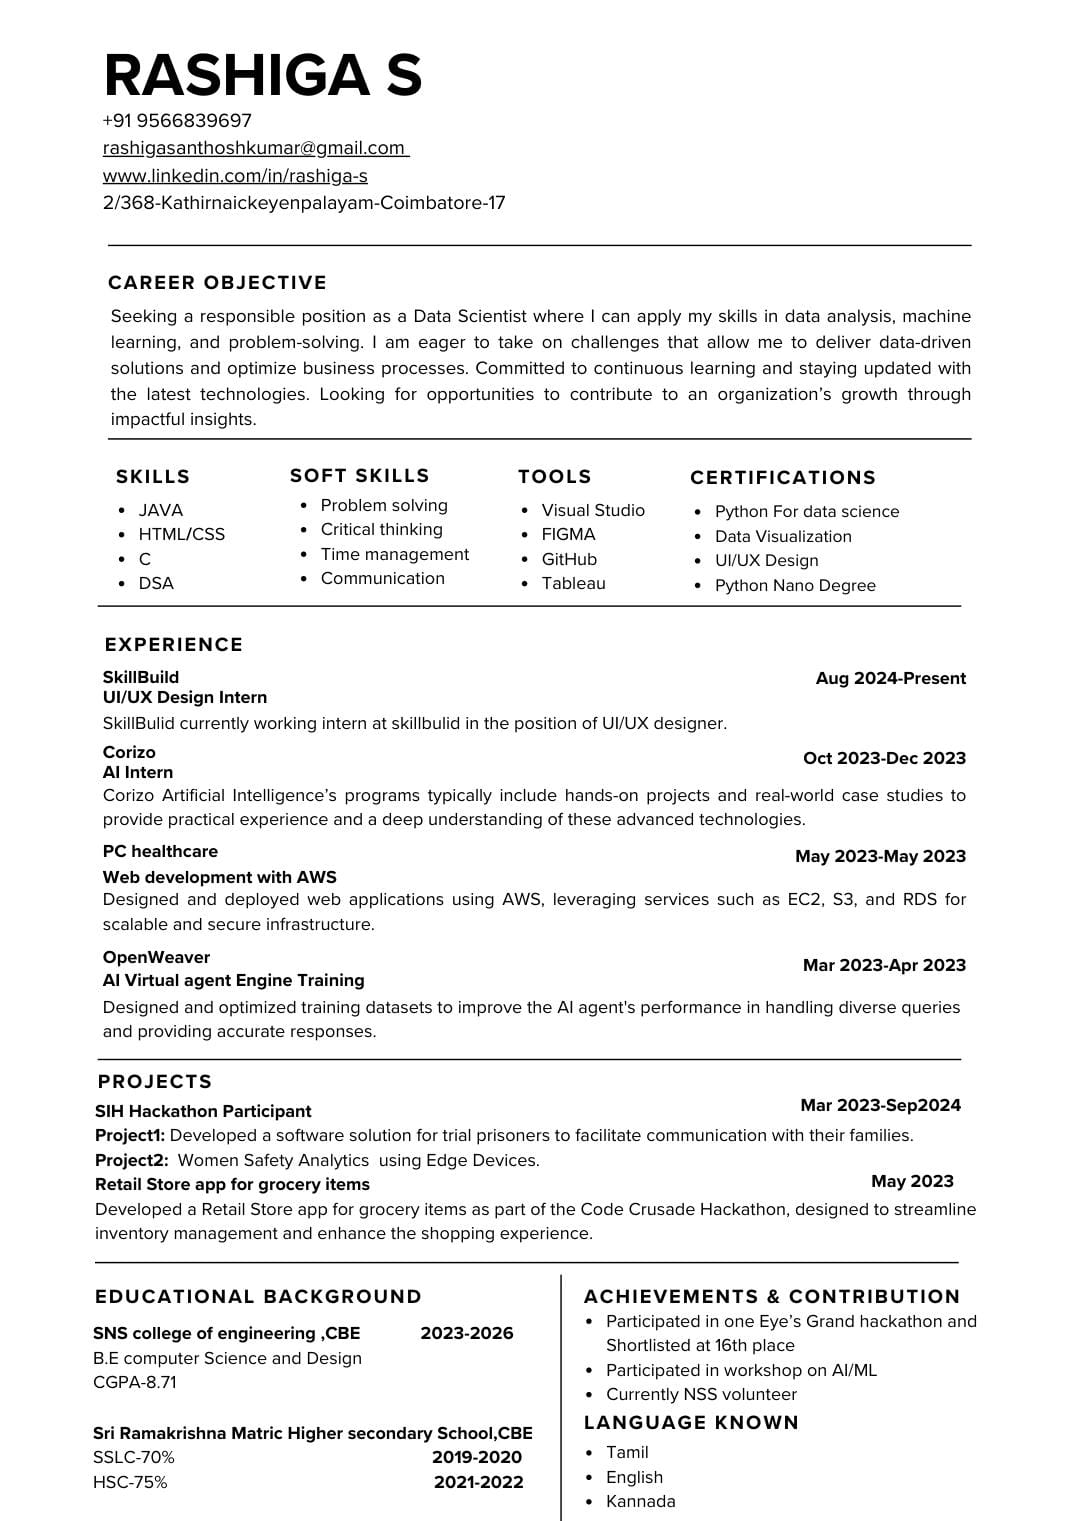 RASHIGA S
+91 9566839697
rashigasanthoshkumar@gmail.com
www.linkedin.com/in/rashiga-s
2/368-Kathirnaickeyenpalayam-Coimbatore-17
CAREER OBJECTIVE
Seeking a responsible position as a Data Scientist where I can apply my skills in data analysis, machine
learning, and problem-solving. I am eager to take on challenges that allow me to deliver data-driven
solutions and optimize business processes. Committed to continuous learning and staying updated with
the latest technologies. Looking for opportunities to contribute to an organization's growth through
impactful insights.
SKILLS
• JAVA
• HTML/CSS
• C
• DSA
SOFT SKILLS
• Problem solving
• Critical thinking
• Time management
• Communication
TOOLS
• Visual Studio
• FIGMA
• GitHub
• Tableau
CERTIFICATIONS
• Python For data science
• Data Visualization
• UI/UX Design
• Python Nano Degree
EXPERIENCE
SkillBuild Aug 2024-Present
UI/UX Design Intern
SkillBulid currently working intern at skillbulid in the position of UI/UX designer.
Corizo Oct 2023-Dec 2023
AI Intern
Corizo Artificial Intelligence's programs typically include hands-on projects and real-world case studies to
provide practical experience and a deep understanding of these advanced technologies.
PC healthcare May 2023-May 2023
Web development with AWS
Designed and deployed web applications using AWS, leveraging services such as EC2, S3, and RDS for
scalable and secure infrastructure.
OpenWeaver Mar 2023-Apr 2023
AI Virtual agent Engine Training
Designed and optimized training datasets to improve the AI agent's performance in handling diverse queries
and providing accurate responses.
PROJECTS
SIH Hackathon Participant Mar 2023-Sep2024
Project1: Developed a software solution for trial prisoners to facilitate communication with their families.
Project2: Women Safety Analytics using Edge Devices.
Retail Store app for grocery items May 2023
Developed a Retail Store app for grocery items as part of the Code Crusade Hackathon, designed to streamline
inventory management and enhance the shopping experience.
EDUCATIONAL BACKGROUND
SNS college of engineering ,CBE 2023-2026
B.E computer Science and Design
CGPA-8.71
Sri Ramakrishna Matric Higher secondary School,CBE
SSLC-70% 2019-2020
HSC-75% 2021-2022
ACHIEVEMENTS & CONTRIBUTION
• Participated in one Eye's Grand hackathon and
Shortlisted at 16th place
• Participated in workshop on AI/ML
• Currently NSS volunteer
LANGUAGE KNOWN
• Tamil
• English
• Kannada